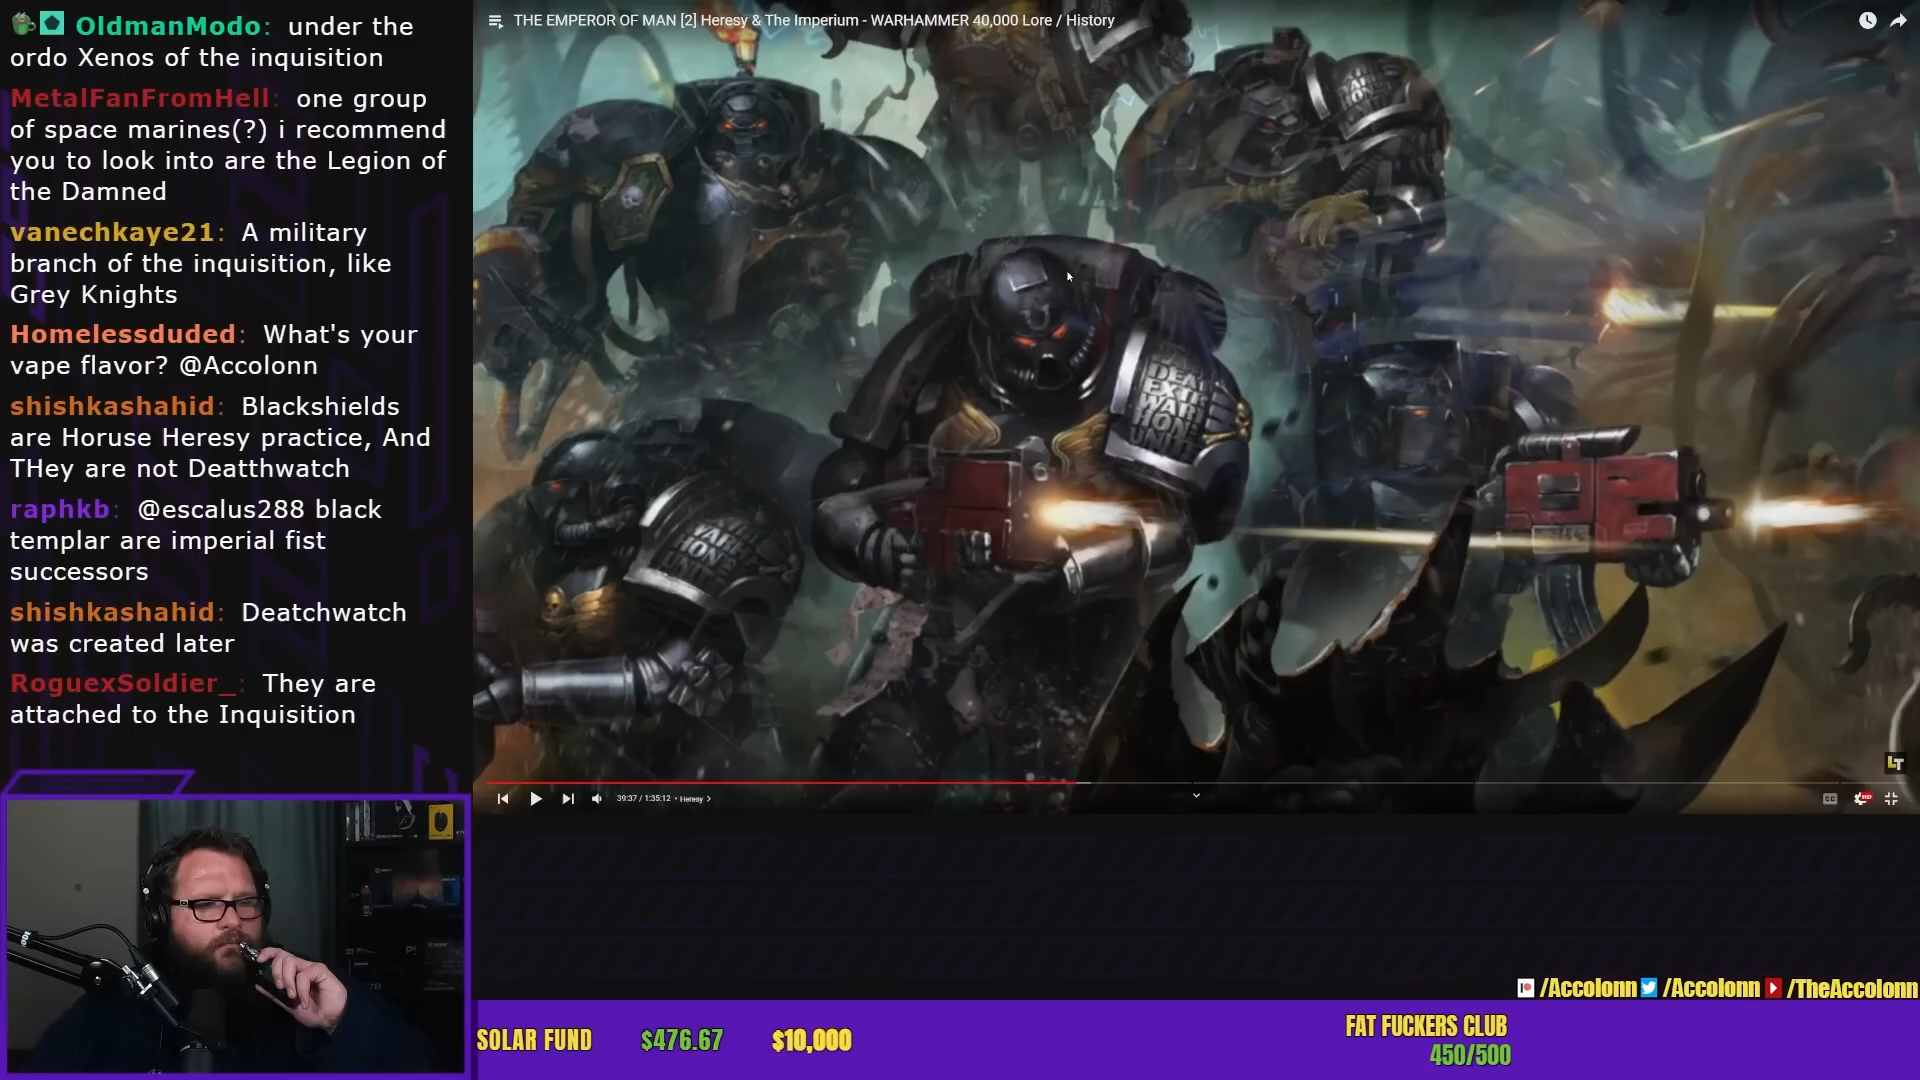 OldmanModo: under the
ordo Xenos of the inquisition
MetalFanFromHell: one group
of space marines(?) i recommend
you to look into are the Legion of
the Damned
vanechkaye21: A military
branch of the inquisition, like
Grey Knights
Homelessduded: What's your
vape flavor? @Accolonn
shishkashahid: Blackshields
are Horuse Heresy practice, And
THey are not Deatthwatch
raphkb: @escalus288 black
templar are imperial fist
successors
shishkashahid: Deatchwatch
was created later
RoguexSoldier_: They are
attached to the Inquisition
THE EMPEROR OF MAN [2] Heresy & The Imperium - WARHAMMER 40,000 Lore / History
LT
39:37 / 1:35:12 • Heresy
CC
HD
/Accolonn /Accolonn /TheAccolonn
SOLAR FUND $476.67 $10,000
FAT FUCKERS CLUB
450/500